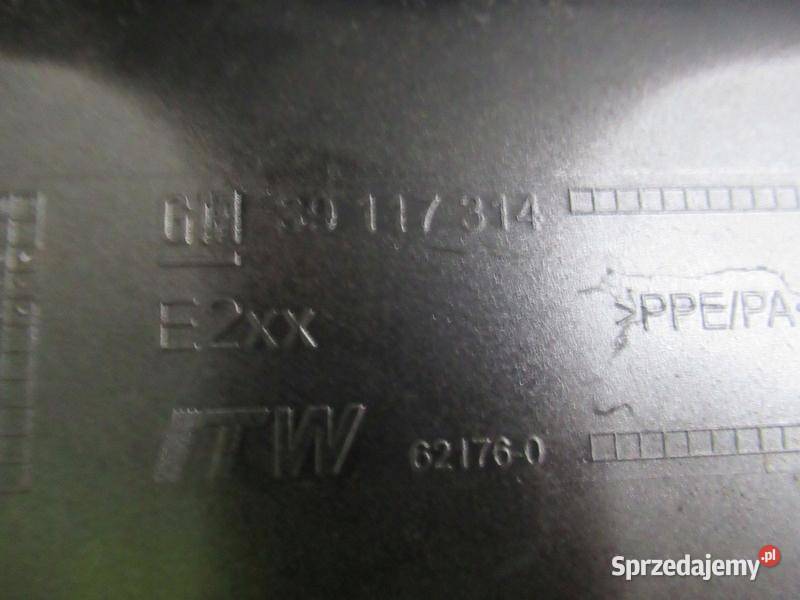 GM 39 117 314
E2xx
>PPE/PA<
ITW 62176-0
Sprzedajemy.pl